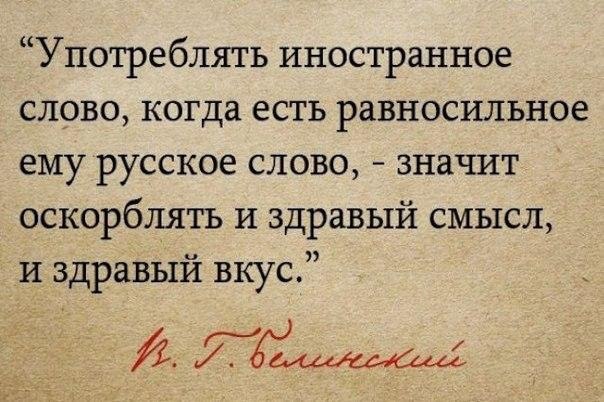 “Употреблять иностранное
слово, когда есть равносильное
ему русское слово, - значит
оскорблять и здравый смысл,
и здравый вкус.”
В. Г. Белинский